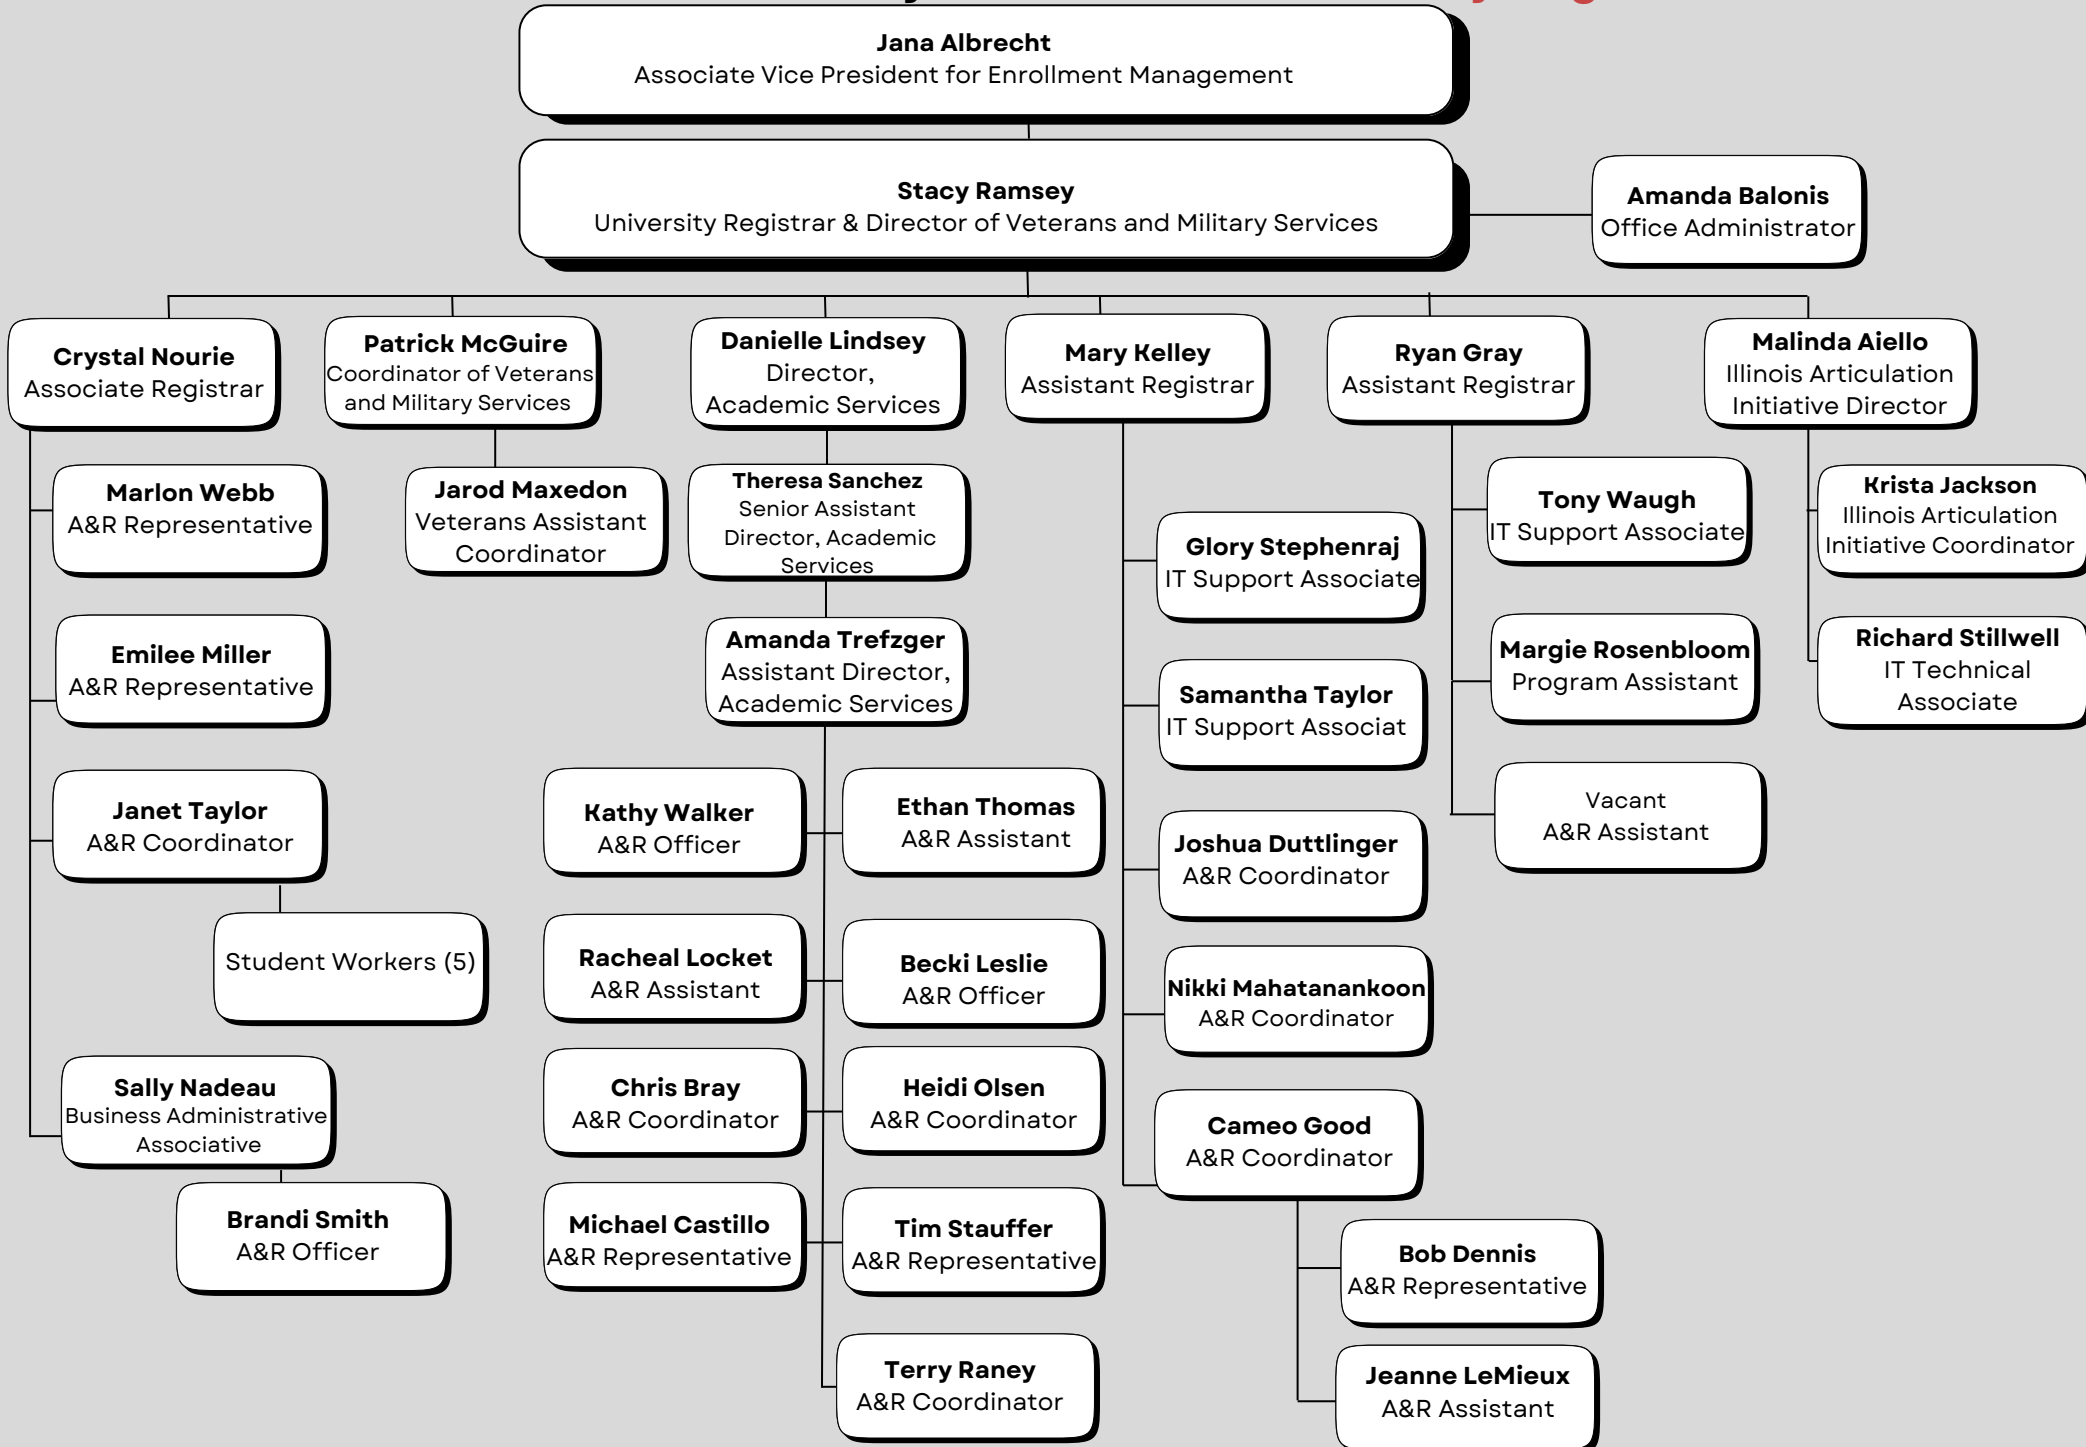 Jana Albrecht
Associate Vice President for Enrollment Management
Stacy Ramsey
University Registrar & Director of Veterans and Military Services
Amanda Balonis
Office Administrator
Crystal Nourie
Associate Registrar
Patrick McGuire
Coordinator of Veterans
and Military Services
Danielle Lindsey
Director,
Academic Services
Mary Kelley
Assistant Registrar
Ryan Gray
Assistant Registrar
Malinda Aiello
Illinois Articulation
Initiative Director
Marlon Webb
A&R Representative
Emilee Miller
A&R Representative
Janet Taylor
A&R Coordinator
Student Workers (5)
Sally Nadeau
Business Administrative
Associative
Brandi Smith
A&R Officer
Jarod Maxedon
Veterans Assistant
Coordinator
Theresa Sanchez
Senior Assistant
Director, Academic
Services
Amanda Trefzger
Assistant Director,
Academic Services
Kathy Walker
A&R Officer
Ethan Thomas
A&R Assistant
Racheal Locket
A&R Assistant
Becki Leslie
A&R Officer
Chris Bray
A&R Coordinator
Heidi Olsen
A&R Coordinator
Michael Castillo
A&R Representative
Tim Stauffer
A&R Representative
Terry Raney
A&R Coordinator
Glory Stephenraj
IT Support Associate
Samantha Taylor
IT Support Associat
Joshua Duttlinger
A&R Coordinator
Nikki Mahatanankoon
A&R Coordinator
Cameo Good
A&R Coordinator
Bob Dennis
A&R Representative
Jeanne LeMieux
A&R Assistant
Tony Waugh
IT Support Associate
Margie Rosenbloom
Program Assistant
Vacant
A&R Assistant
Krista Jackson
Illinois Articulation
Initiative Coordinator
Richard Stillwell
IT Technical
Associate